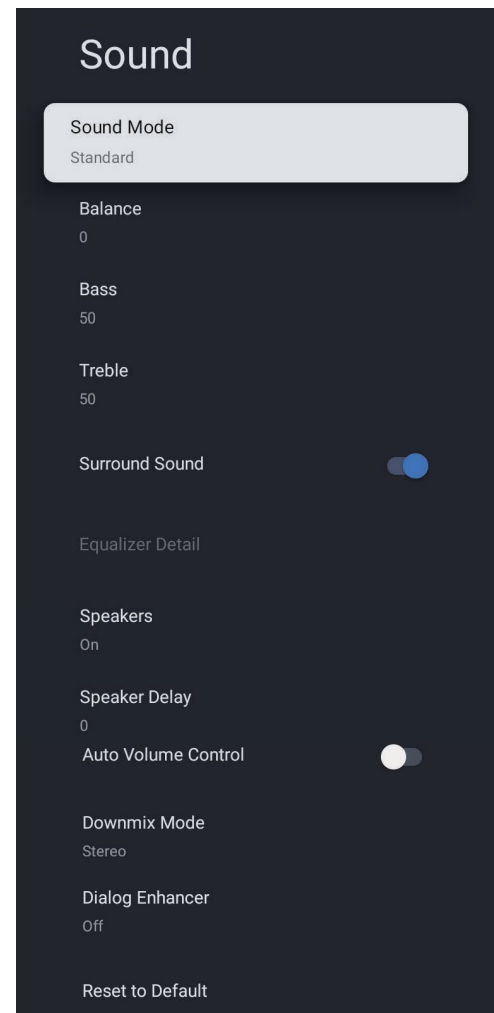 Sound
Sound Mode
Standard
Balance
0
Bass
50
Treble
50
Surround Sound
Equalizer Detail
Speakers
On
Speaker Delay
0
Auto Volume Control
Downmix Mode
Stereo
Dialog Enhancer
Off
Reset to Default